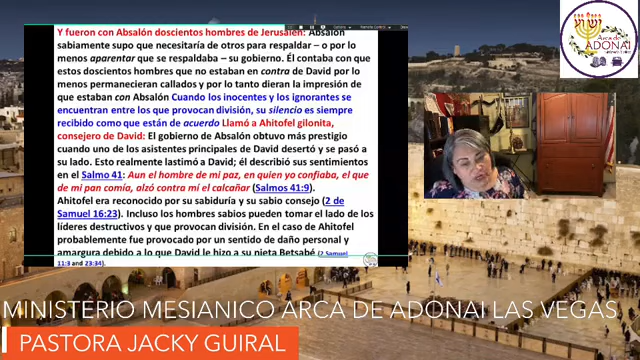 Y fueron con Absalón doscientos hombres de Jerusalén: Absalón
sabiamente supo que necesitaría de otros para respaldar – o por lo
menos aparentar que se respaldaba – su gobierno. Él contaba con que
estos doscientos hombres que no estaban en contra de David por lo
menos permanecieran callados y por lo tanto dieran la impresión de
que estaban con Absalón Cuando los inocentes y los ignorantes se
encuentran entre los que provocan división, su silencio es siempre
recibido como que están de acuerdo Llamó a Ahitofel gilonita,
consejero de David: El gobierno de Absalón obtuvo más prestigio
cuando uno de los asistentes principales de David desertó y se pasó a
su lado. Esto realmente lastimó a David; él describió sus sentimientos
en el Salmo 41: Aun el hombre de mi paz, en quien yo confiaba, el que
de mi pan comía, alzó contra mí el calcañar (Salmos 41:9).
Ahitofel era reconocido por su sabiduría y su sabio consejo (2 de
Samuel 16:23). Incluso los hombres sabios pueden tomar el lado de los
líderes destructivos y que provocan división. En el caso de Ahitofel
probablemente fue provocado por un sentido de daño personal y
amargura debido a lo que David le hizo a su nieta Betsabé (2 Samuel
11:3 and 23:34).
Arca de
ADONAI
MINISTERIO MESIANICO ARCA DE ADONAI LAS VEGAS
PASTORA JACKY GUIRAL